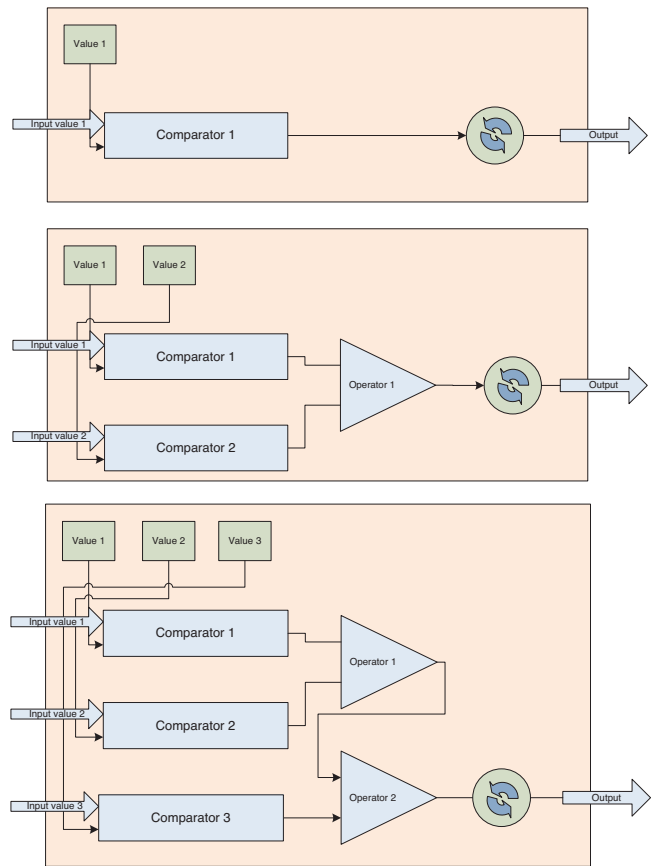 Value 1
Input value 1
Comparator 1
Output
Value 1
Value 2
Input value 1
Comparator 1
Operator 1
Output
Input value 2
Comparator 2
Value 1
Value 2
Value 3
Input value 1
Comparator 1
Operator 1
Input value 2
Comparator 2
Operator 2
Output
Input value 3
Comparator 3